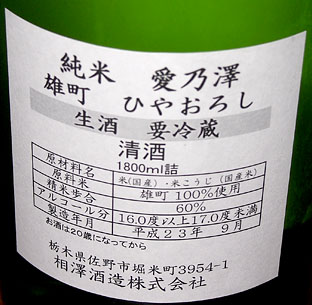 純米 愛乃澤
雄町 ひやおろし
生酒 要冷蔵
清酒
1800ml詰
原材料名 米(国産)・米こうじ(国産米)
原料米 雄町 100%使用
精米歩合 60%
アルコール分 16.0度以上17.0度未満
製造年月 平成23年 9月
お酒は20歳になってから
栃木県佐野市堀米町3954-1
相澤酒造株式会社